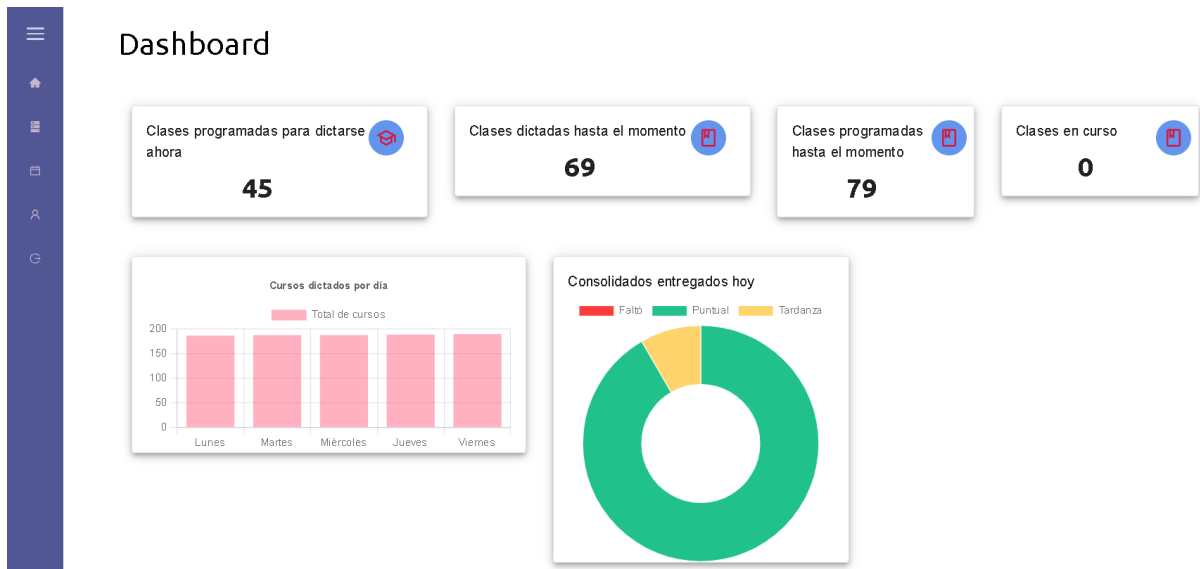 Dashboard
Clases programadas para dictarse
ahora
45
Clases dictadas hasta el momento
69
Clases programadas
hasta el momento
79
Clases en curso
0
Cursos dictados por día
Total de cursos
200
150
100
50
0
Lunes Martes Miércoles Jueves Viernes
Consolidados entregados hoy
Faltó Puntual Tardanza